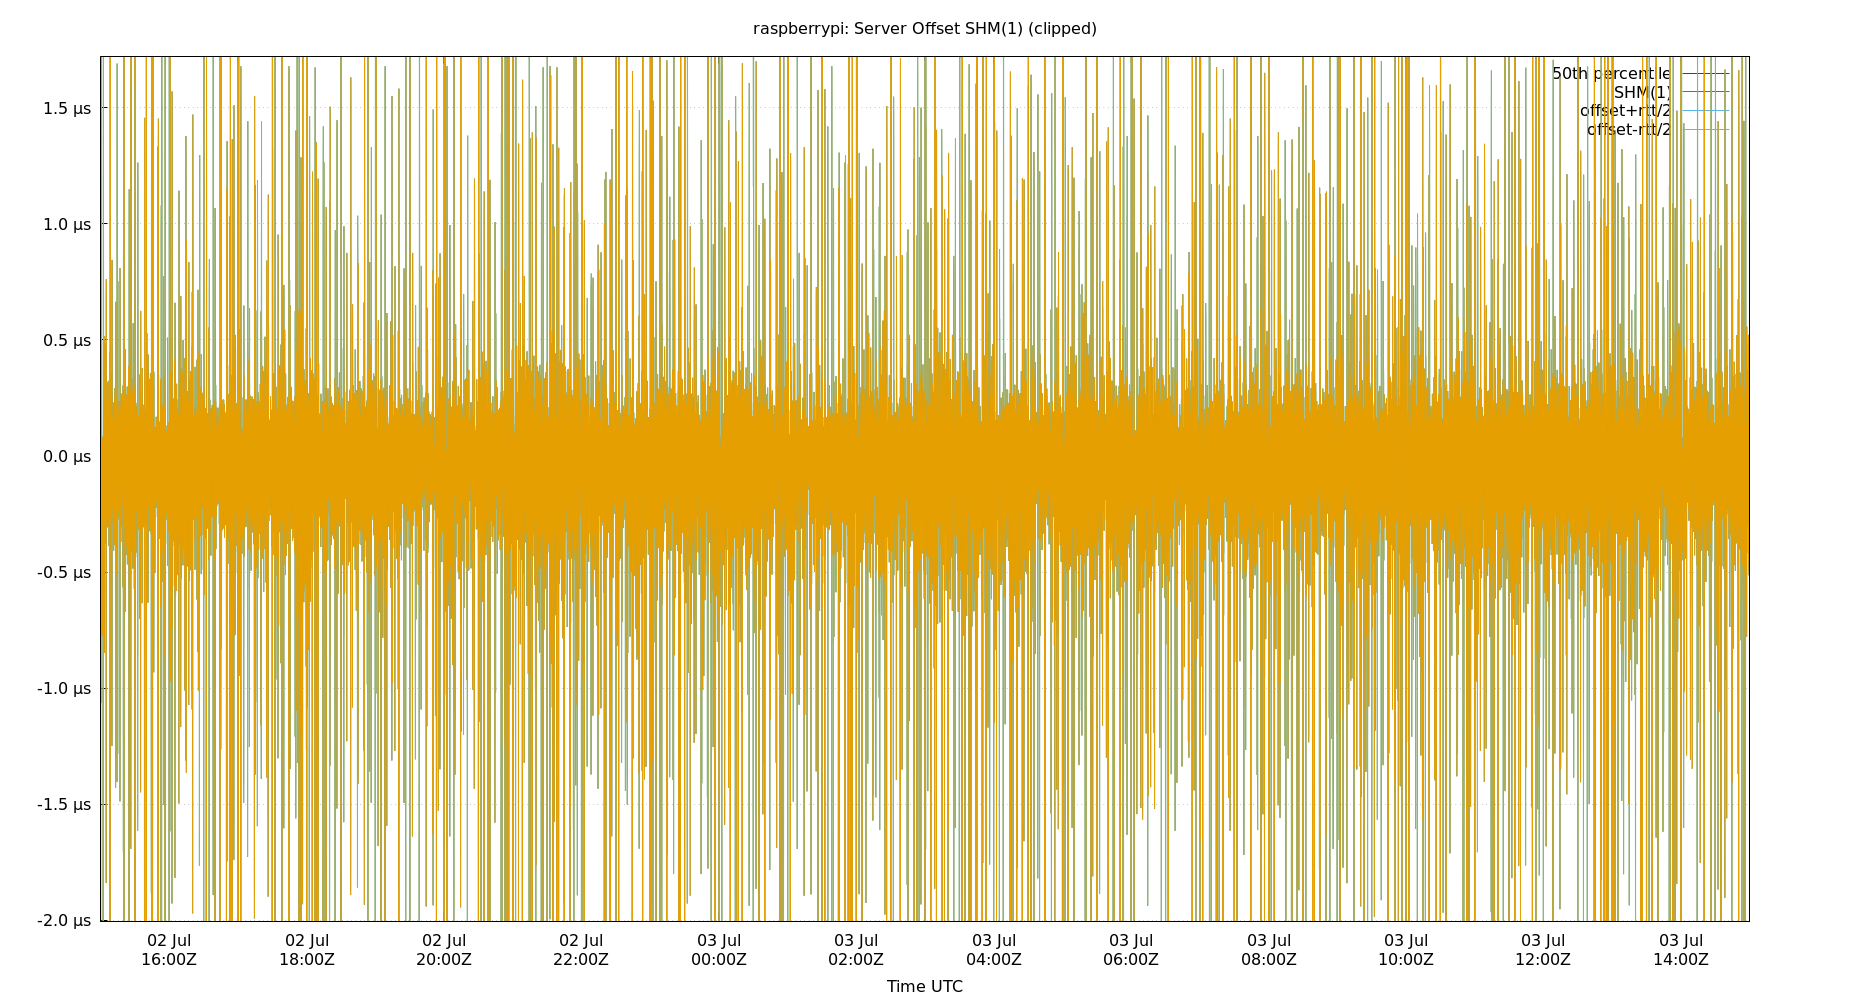 raspberrypi: Server Offset SHM(1) (clipped)
50th percentile
SHM(1)
offset+rtt/2
offset-rtt/2
1.5 µs
1.0 µs
0.5 µs
0.0 µs
-0.5 µs
-1.0 µs
-1.5 µs
-2.0 µs
02 Jul 02 Jul 02 Jul 02 Jul 03 Jul 03 Jul 03 Jul 03 Jul 03 Jul 03 Jul 03 Jul 03 Jul
16:00Z 18:00Z 20:00Z 22:00Z 00:00Z 02:00Z 04:00Z 06:00Z 08:00Z 10:00Z 12:00Z 14:00Z
Time UTC